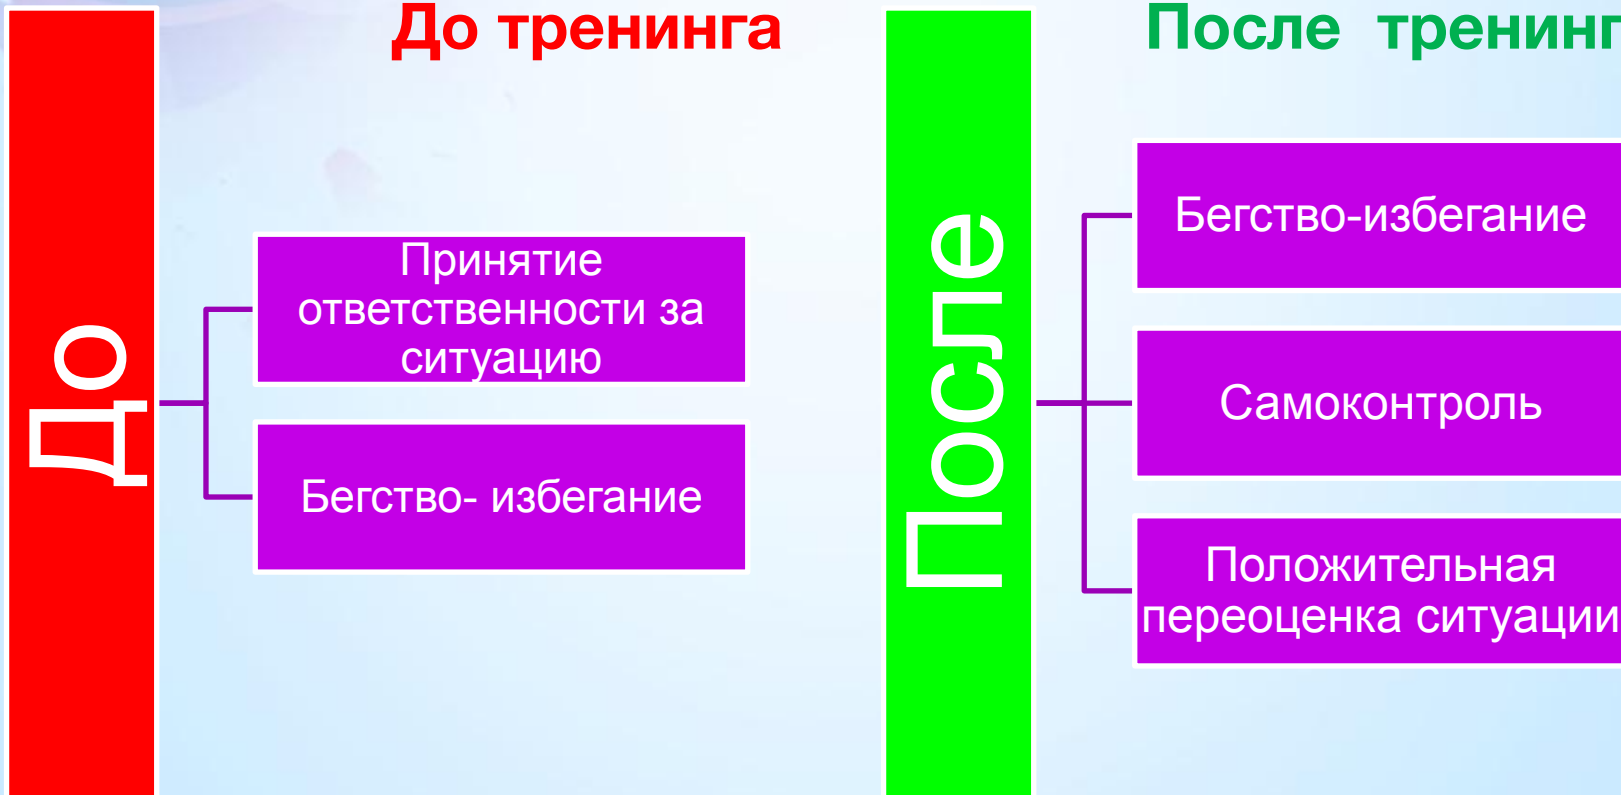 До тренинга
До
Принятие
ответственности за
ситуацию
Бегство- избегание
После тренинг
После
Бегство-избегание
Самоконтроль
Положительная
переоценка ситуации